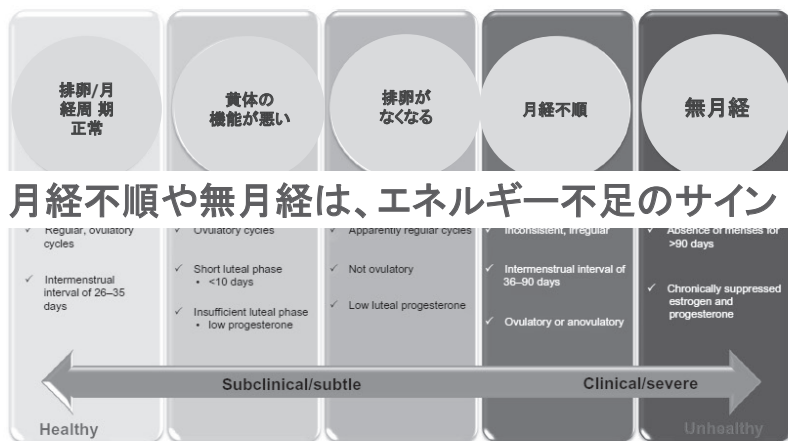 排卵/月
経周 期
正常
黄体の
機能が悪い
排卵が
なくなる
月経不順
無月経
月経不順や無月経は、エネルギー不足のサイン
✓ Regular, ovulatory
cycles
✓ Intermenstrual
interval of 26–35
days
✓ Ovulatory cycles
✓ Short luteal phase
• <10 days
✓ Insufficient luteal phase
• low progesterone
✓ Apparently regular cycles
✓ Not ovulatory
✓ Low luteal progesterone
✓ Inconsistent, irregular
✓ Intermenstrual interval of
36–90 days
✓ Ovulatory or anovulatory
✓ Absence of menses for
>90 days
✓ Chronically suppressed
estrogen and
progesterone
Subclinical/subtle
Clinical/severe
Healthy
Unhealthy